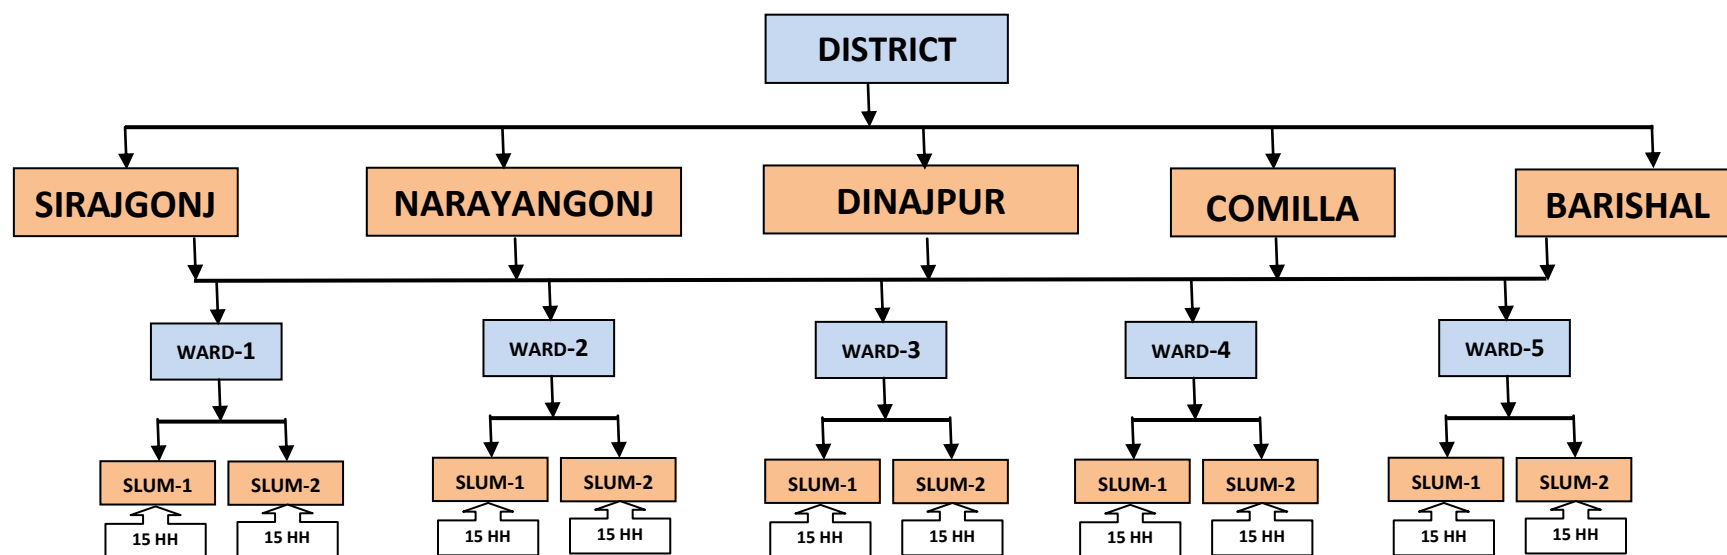 DISTRICT
SIRAJGONJ
NARAYANGONJ
DINAJPUR
COMILLA
BARISHAL
WARD-1
WARD-2
WARD-3
WARD-4
WARD-5
SLUM-1
SLUM-2
SLUM-1
SLUM-2
SLUM-1
SLUM-2
SLUM-1
SLUM-2
SLUM-1
SLUM-2
15 HH
15 HH
15 HH
15 HH
15 HH
15 HH
15 HH
15 HH
15 HH
15 HH